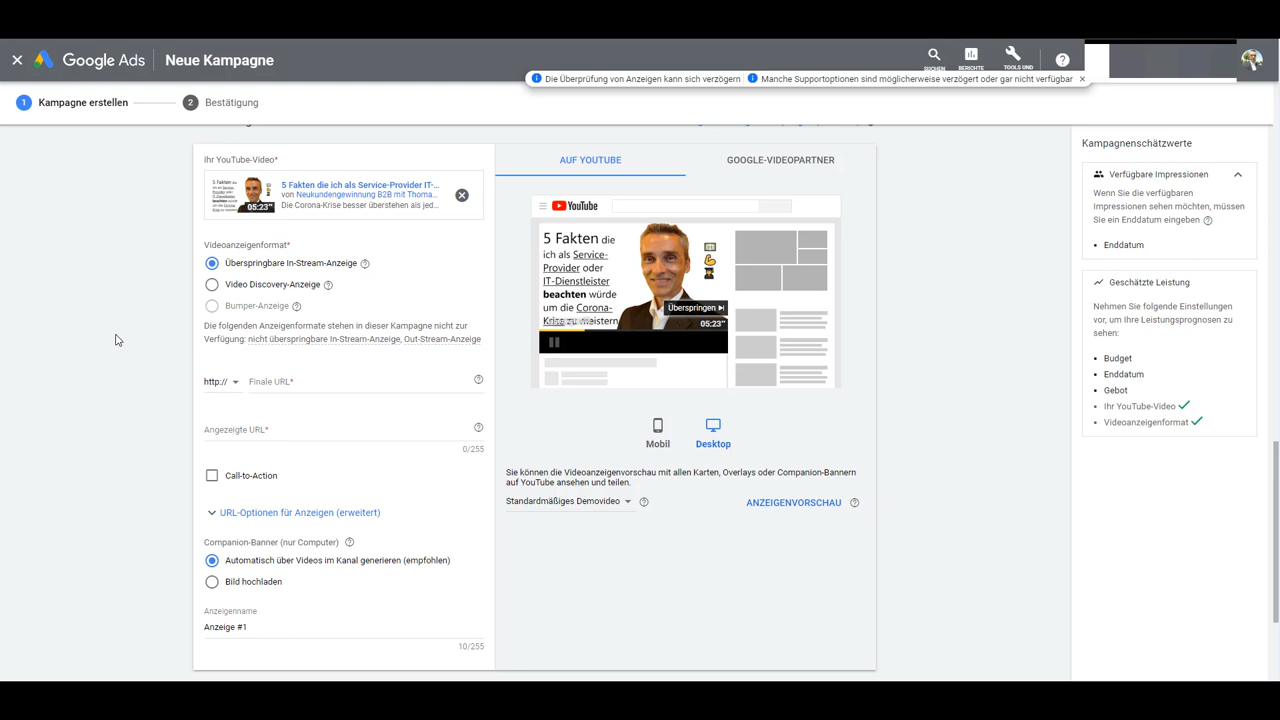 Google Ads
Neue Kampagne
SUCHEN
BERICHTE
TOOLS UND
Die Überprüfung von Anzeigen kann sich verzögern
Manche Supportoptionen sind möglicherweise verzögert oder gar nicht verfügbar
1 Kampagne erstellen
2 Bestätigung
Ihr YouTube-Video*
5 Fakten die ich als Service-Provider IT-...
von Neukundengewinnung B2B mit Thoma...
Die Corona-Krise besser überstehen als jed...
05:23"
Videoanzeigenformat*
Überspringbare In-Stream-Anzeige
Video Discovery-Anzeige
Bumper-Anzeige
Die folgenden Anzeigenformate stehen in dieser Kampagne nicht zur
Verfügung: nicht überspringbare In-Stream-Anzeige, Out-Stream-Anzeige
http://
Finale URL*
Angezeigte URL*
0/255
Call-to-Action
URL-Optionen für Anzeigen (erweitert)
Companion-Banner (nur Computer)
Automatisch über Videos im Kanal generieren (empfohlen)
Bild hochladen
Anzeigenname
Anzeige #1
10/255
AUF YOUTUBE
GOOGLE-VIDEOPARTNER
YouTube
5 Fakten die
ich als Service-
Provider oder
IT-Dienstleister
beachten würde
um die Corona-
Krise zu meistern
Überspringen
05:23"
Mobil
Desktop
Sie können die Videoanzeigenvorschau mit allen Karten, Overlays oder Companion-Bannern
auf YouTube ansehen und teilen.
Standardmäßiges Demovideo
ANZEIGENVORSCHAU
Kampagnenschätzwerte
Verfügbare Impressionen
Wenn Sie die verfügbaren
Impressionen sehen möchten, müssen
Sie ein Enddatum eingeben
• Enddatum
Geschätzte Leistung
Nehmen Sie folgende Einstellungen
vor, um Ihre Leistungsprognosen zu
sehen:
• Budget
• Enddatum
• Gebot
• Ihr YouTube-Video
• Videoanzeigenformat